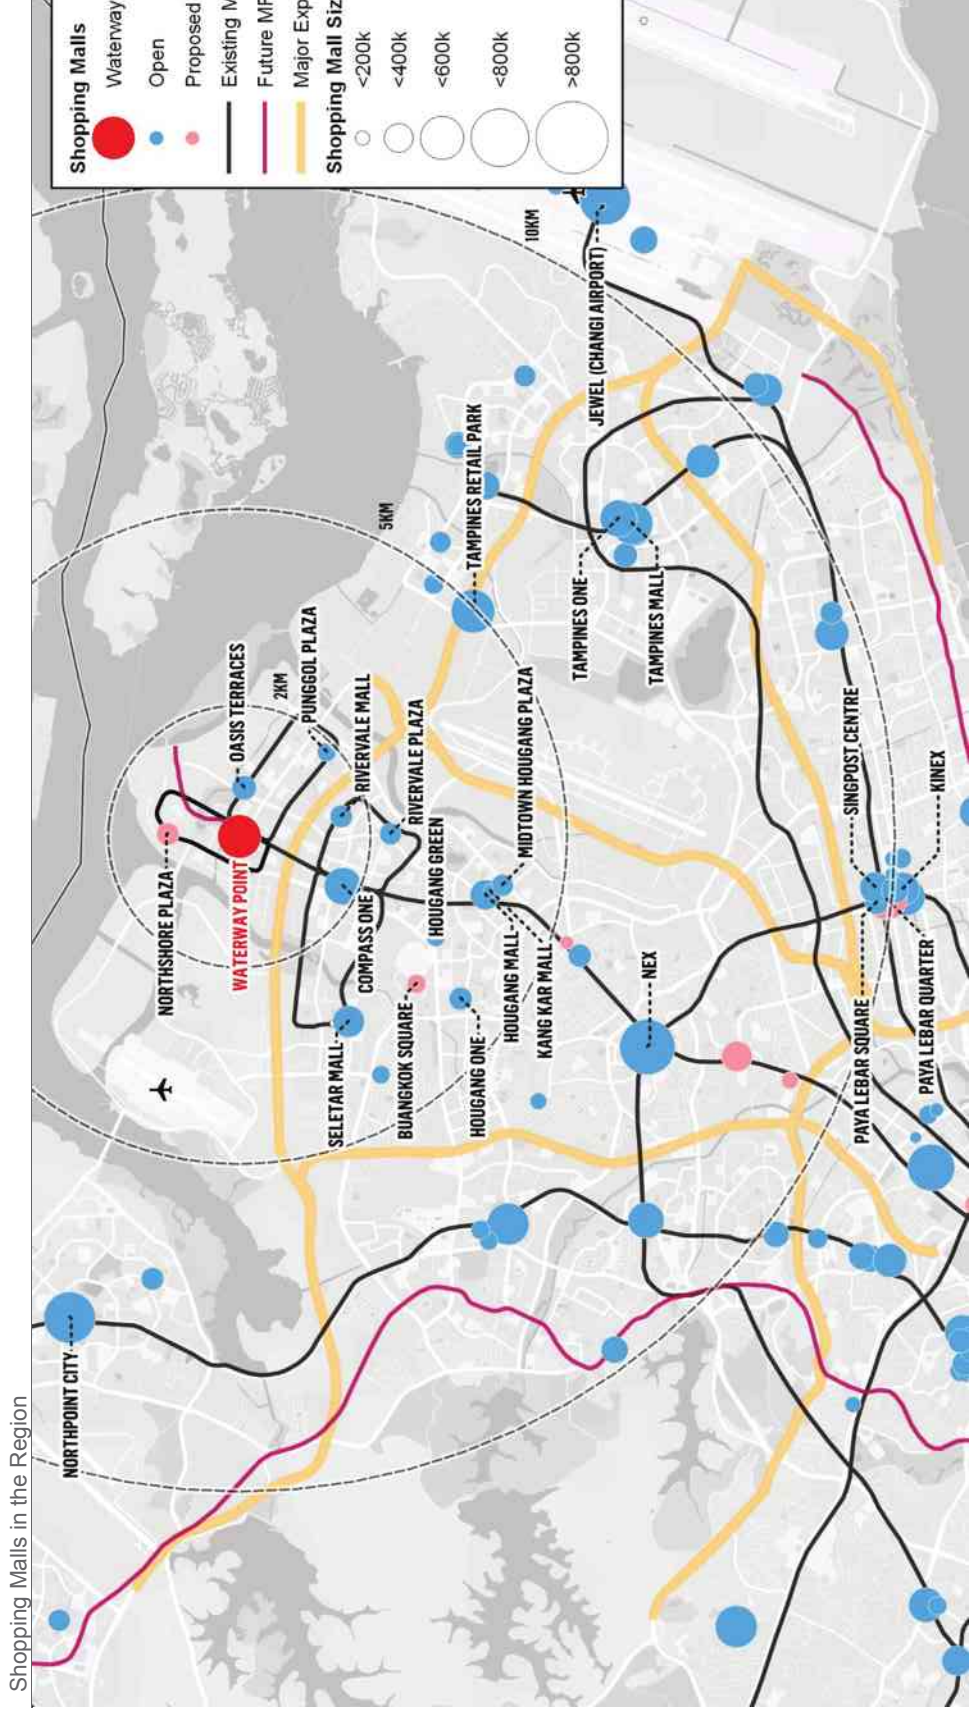 Shopping Malls in the Region
Shopping Malls
Waterway
Open
Proposed
Existing M
Future MR
Major Exp
Shopping Mall Siz
<200k
<400k
<600k
<800k
>800k
NORTHPOINT CITY
NORTHSHORE PLAZA
WATERWAY POINT
OASIS TERRACES
2KM
PUNGGOL PLAZA
RIVERVALE MALL
RIVERVALE PLAZA
COMPASS ONE
SELETAR MALL
BUANGKOK SQUARE
HOUGANG GREEN
HOUGANG ONE
HOUGANG MALL
KANG KAR MALL
MIDTOWN HOUGANG PLAZA
5KM
TAMPINES RETAIL PARK
10KM
TAMPINES ONE
TAMPINES MALL
JEWEL (CHANGI AIRPORT)
NEX
SINGPOST CENTRE
KINEX
PAYA LEBAR SQUARE
PAYA LEBAR QUARTER